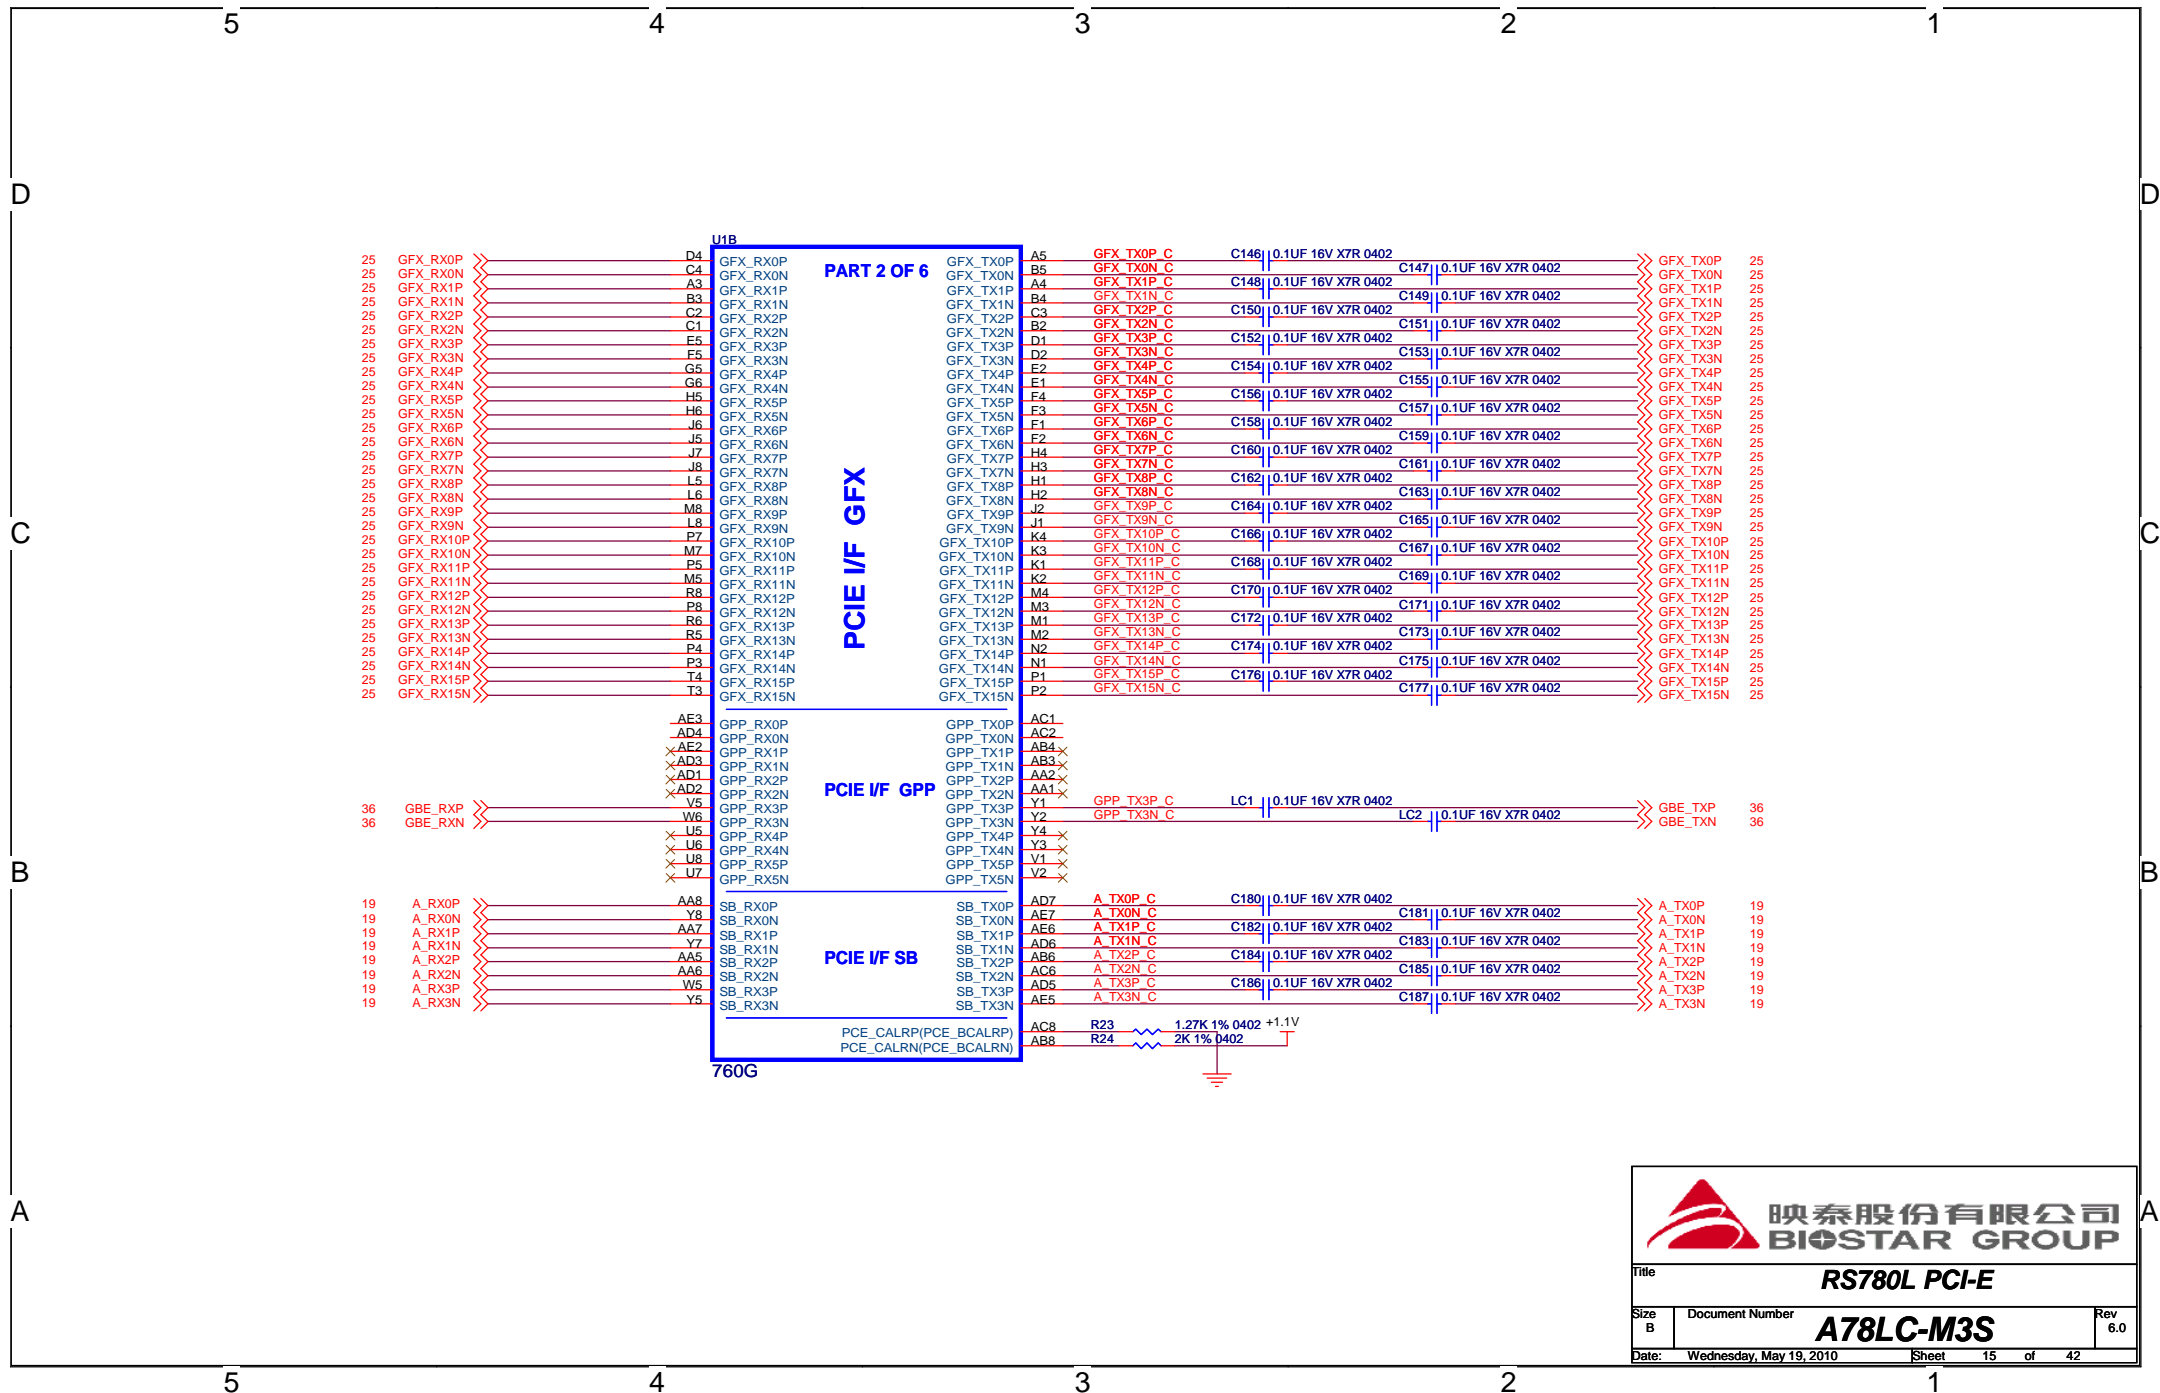 5 4 3 2 1
D D
C C
B B
A A
U1B
PART 2 OF 6
PCIE I/F GFX
25 GFX_RX0P D4 GFX_RX0P GFX_TX0P A5 GFX_TX0P_C C146 0.1UF 16V X7R 0402 GFX_TX0P 25
25 GFX_RX0N C4 GFX_RX0N GFX_TX0N B5 GFX_TX0N_C C147 0.1UF 16V X7R 0402 GFX_TX0N 25
25 GFX_RX1P A3 GFX_RX1P GFX_TX1P A4 GFX_TX1P_C C148 0.1UF 16V X7R 0402 GFX_TX1P 25
25 GFX_RX1N B3 GFX_RX1N GFX_TX1N B4 GFX_TX1N_C C149 0.1UF 16V X7R 0402 GFX_TX1N 25
25 GFX_RX2P C2 GFX_RX2P GFX_TX2P C3 GFX_TX2P_C C150 0.1UF 16V X7R 0402 GFX_TX2P 25
25 GFX_RX2N C1 GFX_RX2N GFX_TX2N B2 GFX_TX2N_C C151 0.1UF 16V X7R 0402 GFX_TX2N 25
25 GFX_RX3P E5 GFX_RX3P GFX_TX3P D1 GFX_TX3P_C C152 0.1UF 16V X7R 0402 GFX_TX3P 25
25 GFX_RX3N F5 GFX_RX3N GFX_TX3N D2 GFX_TX3N_C C153 0.1UF 16V X7R 0402 GFX_TX3N 25
25 GFX_RX4P G5 GFX_RX4P GFX_TX4P E2 GFX_TX4P_C C154 0.1UF 16V X7R 0402 GFX_TX4P 25
25 GFX_RX4N G6 GFX_RX4N GFX_TX4N E1 GFX_TX4N_C C155 0.1UF 16V X7R 0402 GFX_TX4N 25
25 GFX_RX5P H5 GFX_RX5P GFX_TX5P F4 GFX_TX5P_C C156 0.1UF 16V X7R 0402 GFX_TX5P 25
25 GFX_RX5N H6 GFX_RX5N GFX_TX5N F3 GFX_TX5N_C C157 0.1UF 16V X7R 0402 GFX_TX5N 25
25 GFX_RX6P J6 GFX_RX6P GFX_TX6P F1 GFX_TX6P_C C158 0.1UF 16V X7R 0402 GFX_TX6P 25
25 GFX_RX6N J5 GFX_RX6N GFX_TX6N F2 GFX_TX6N_C C159 0.1UF 16V X7R 0402 GFX_TX6N 25
25 GFX_RX7P J7 GFX_RX7P GFX_TX7P H4 GFX_TX7P_C C160 0.1UF 16V X7R 0402 GFX_TX7P 25
25 GFX_RX7N J8 GFX_RX7N GFX_TX7N H3 GFX_TX7N_C C161 0.1UF 16V X7R 0402 GFX_TX7N 25
25 GFX_RX8P L5 GFX_RX8P GFX_TX8P H1 GFX_TX8P_C C162 0.1UF 16V X7R 0402 GFX_TX8P 25
25 GFX_RX8N L6 GFX_RX8N GFX_TX8N H2 GFX_TX8N_C C163 0.1UF 16V X7R 0402 GFX_TX8N 25
25 GFX_RX9P M8 GFX_RX9P GFX_TX9P J2 GFX_TX9P_C C164 0.1UF 16V X7R 0402 GFX_TX9P 25
25 GFX_RX9N L8 GFX_RX9N GFX_TX9N J1 GFX_TX9N_C C165 0.1UF 16V X7R 0402 GFX_TX9N 25
25 GFX_RX10P P7 GFX_RX10P GFX_TX10P K4 GFX_TX10P_C C166 0.1UF 16V X7R 0402 GFX_TX10P 25
25 GFX_RX10N M7 GFX_RX10N GFX_TX10N K3 GFX_TX10N_C C167 0.1UF 16V X7R 0402 GFX_TX10N 25
25 GFX_RX11P P5 GFX_RX11P GFX_TX11P K1 GFX_TX11P_C C168 0.1UF 16V X7R 0402 GFX_TX11P 25
25 GFX_RX11N M5 GFX_RX11N GFX_TX11N K2 GFX_TX11N_C C169 0.1UF 16V X7R 0402 GFX_TX11N 25
25 GFX_RX12P R8 GFX_RX12P GFX_TX12P M4 GFX_TX12P_C C170 0.1UF 16V X7R 0402 GFX_TX12P 25
25 GFX_RX12N P8 GFX_RX12N GFX_TX12N M3 GFX_TX12N_C C171 0.1UF 16V X7R 0402 GFX_TX12N 25
25 GFX_RX13P R6 GFX_RX13P GFX_TX13P M1 GFX_TX13P_C C172 0.1UF 16V X7R 0402 GFX_TX13P 25
25 GFX_RX13N R5 GFX_RX13N GFX_TX13N M2 GFX_TX13N_C C173 0.1UF 16V X7R 0402 GFX_TX13N 25
25 GFX_RX14P P4 GFX_RX14P GFX_TX14P N2 GFX_TX14P_C C174 0.1UF 16V X7R 0402 GFX_TX14P 25
25 GFX_RX14N P3 GFX_RX14N GFX_TX14N N1 GFX_TX14N_C C175 0.1UF 16V X7R 0402 GFX_TX14N 25
25 GFX_RX15P T4 GFX_RX15P GFX_TX15P P1 GFX_TX15P_C C176 0.1UF 16V X7R 0402 GFX_TX15P 25
25 GFX_RX15N T3 GFX_RX15N GFX_TX15N P2 GFX_TX15N_C C177 0.1UF 16V X7R 0402 GFX_TX15N 25
AE3 GPP_RX0P GPP_TX0P AC1
AD4 GPP_RX0N GPP_TX0N AC2
AE2 GPP_RX1P GPP_TX1P AB4
AD3 GPP_RX1N GPP_TX1N AB3
AD1 GPP_RX2P GPP_TX2P AA2
PCIE I/F GPP
AD2 GPP_RX2N GPP_TX2N AA1
36 GBE_RXP V5 GPP_RX3P GPP_TX3P Y1 GPP_TX3P_C LC1 0.1UF 16V X7R 0402 GBE_TXP 36
36 GBE_RXN W6 GPP_RX3N GPP_TX3N Y2 GPP_TX3N_C LC2 0.1UF 16V X7R 0402 GBE_TXN 36
U5 GPP_RX4P GPP_TX4P Y4
U6 GPP_RX4N GPP_TX4N Y3
U8 GPP_RX5P GPP_TX5P V1
U7 GPP_RX5N GPP_TX5N V2
19 A_RX0P AA8 SB_RX0P SB_TX0P AD7 A_TX0P_C C180 0.1UF 16V X7R 0402 A_TX0P 19
19 A_RX0N Y8 SB_RX0N SB_TX0N AE7 A_TX0N_C C181 0.1UF 16V X7R 0402 A_TX0N 19
19 A_RX1P AA7 SB_RX1P SB_TX1P AE6 A_TX1P_C C182 0.1UF 16V X7R 0402 A_TX1P 19
19 A_RX1N Y7 SB_RX1N SB_TX1N AD6 A_TX1N_C C183 0.1UF 16V X7R 0402 A_TX1N 19
PCIE I/F SB
19 A_RX2P AA5 SB_RX2P SB_TX2P AB6 A_TX2P_C C184 0.1UF 16V X7R 0402 A_TX2P 19
19 A_RX2N AA6 SB_RX2N SB_TX2N AC6 A_TX2N_C C185 0.1UF 16V X7R 0402 A_TX2N 19
19 A_RX3P W5 SB_RX3P SB_TX3P AD5 A_TX3P_C C186 0.1UF 16V X7R 0402 A_TX3P 19
19 A_RX3N Y5 SB_RX3N SB_TX3N AE5 A_TX3N_C C187 0.1UF 16V X7R 0402 A_TX3N 19
PCE_CALRP(PCE_BCALRP) AC8 R23 1.27K 1% 0402 +1.1V
PCE_CALRN(PCE_BCALRN) AB8 R24 2K 1% 0402
760G
映泰股份有限公司
BIOSTAR GROUP
Title RS780L PCI-E
Size B Document Number A78LC-M3S Rev 6.0
Date: Wednesday, May 19, 2010 Sheet 15 of 42
5 4 3 2 1